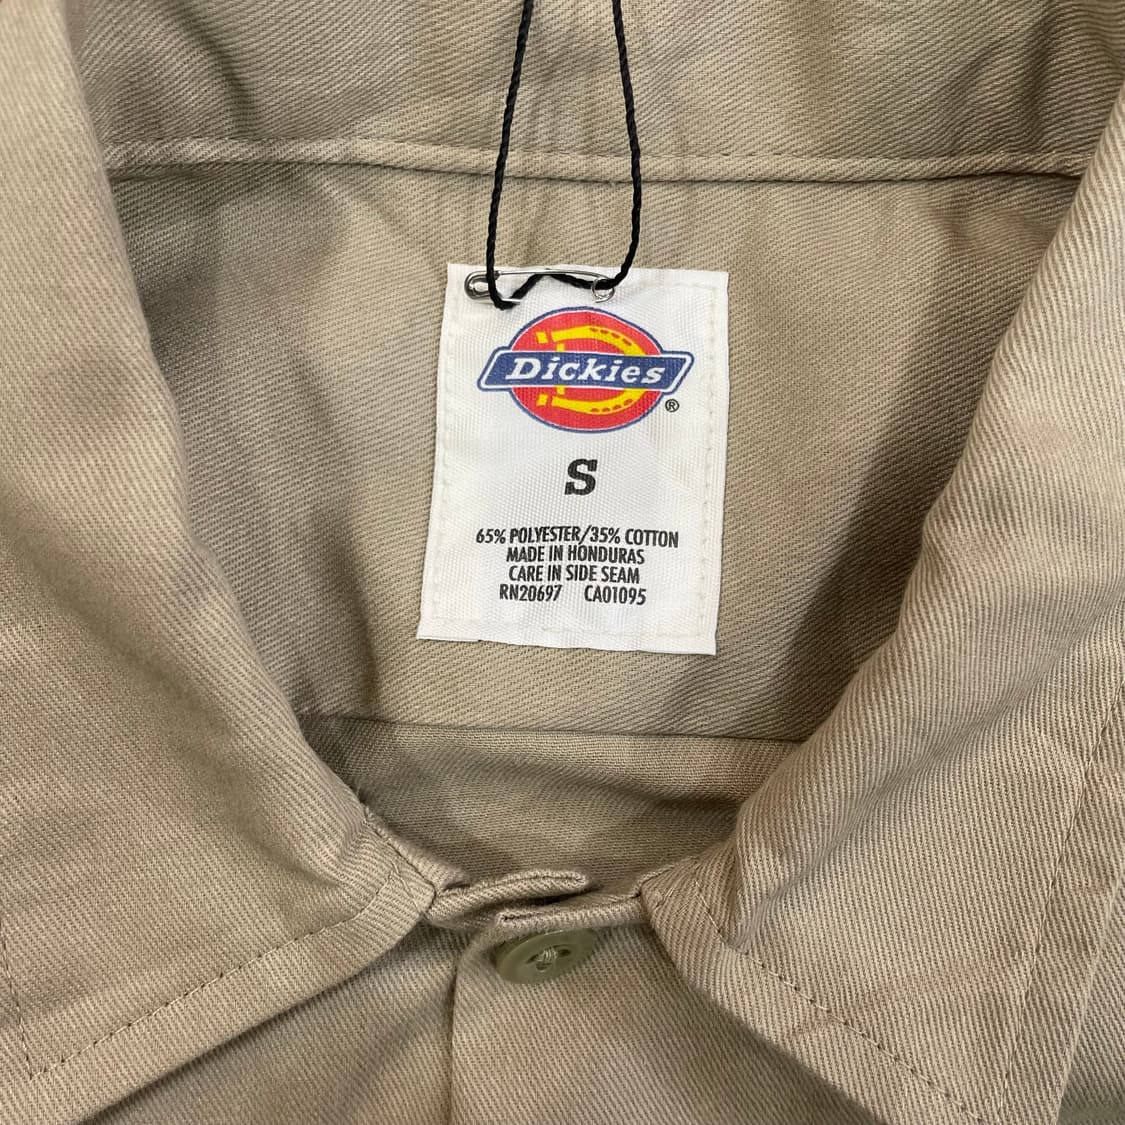 Dickies
®
S
65% POLYESTER/35% COTTON
MADE IN HONDURAS
CARE IN SIDE SEAM
RN20697 CA01095